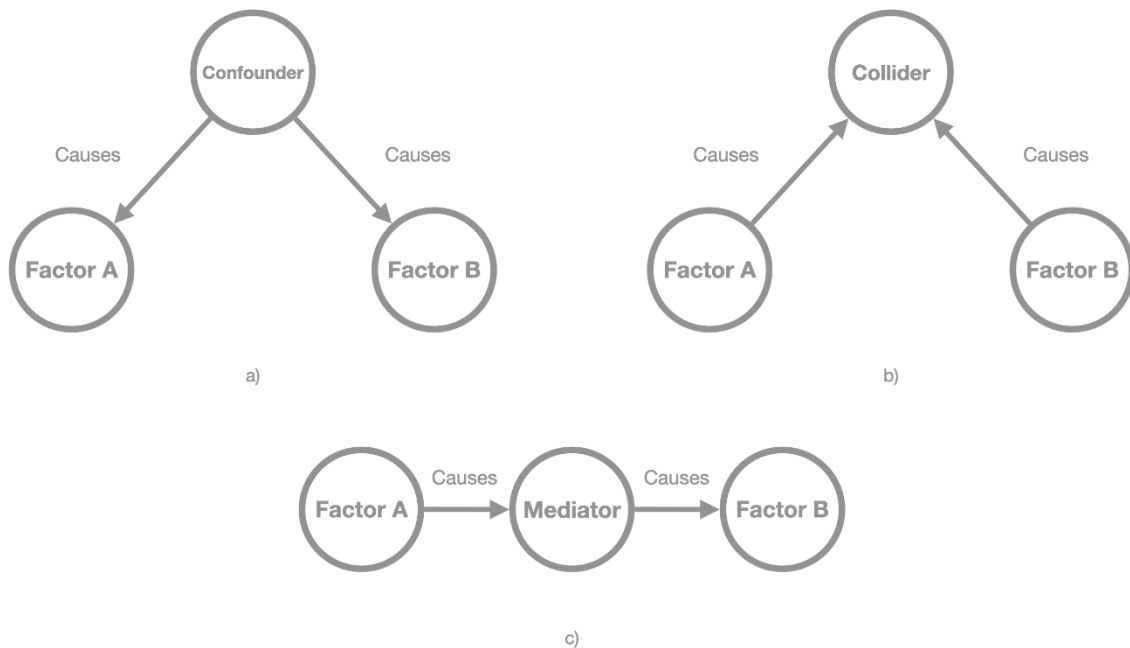 Confounder
Causes
Causes
Factor A
Factor B
a)
Collider
Causes
Causes
Factor A
Factor B
b)
Causes
Causes
Factor A
Mediator
Factor B
c)